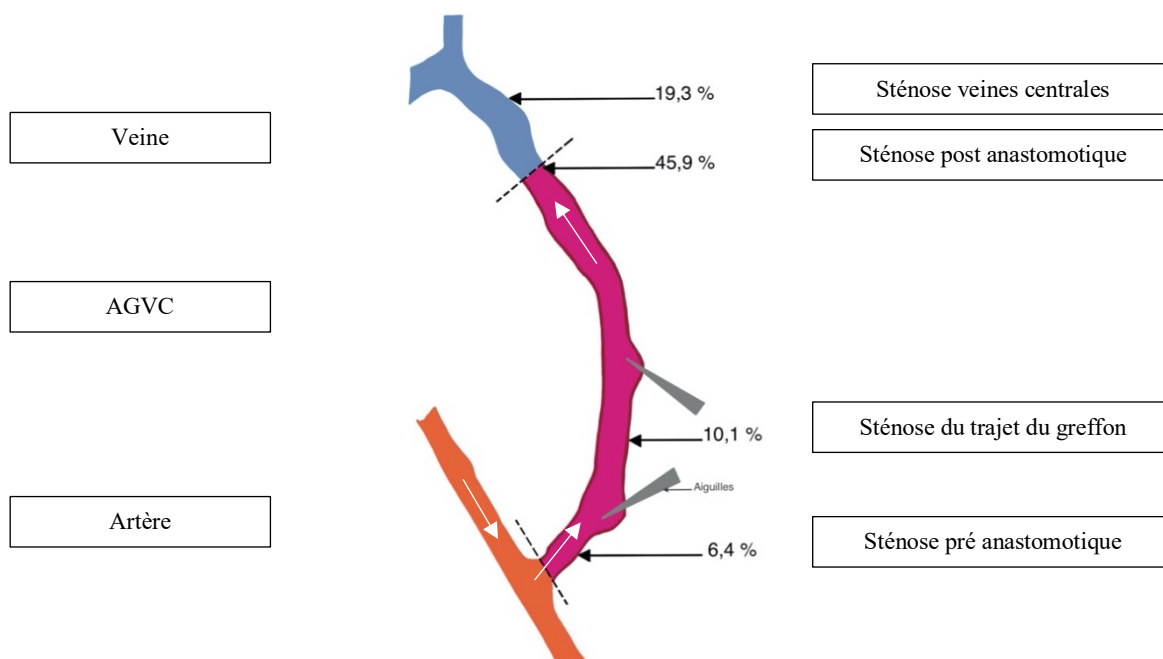 19,3 %
Sténose veines centrales
Veine
45,9 %
Sténose post anastomotique
AGVC
10,1 %
Sténose du trajet du greffon
Aiguilles
Artère
6,4 %
Sténose pré anastomotique